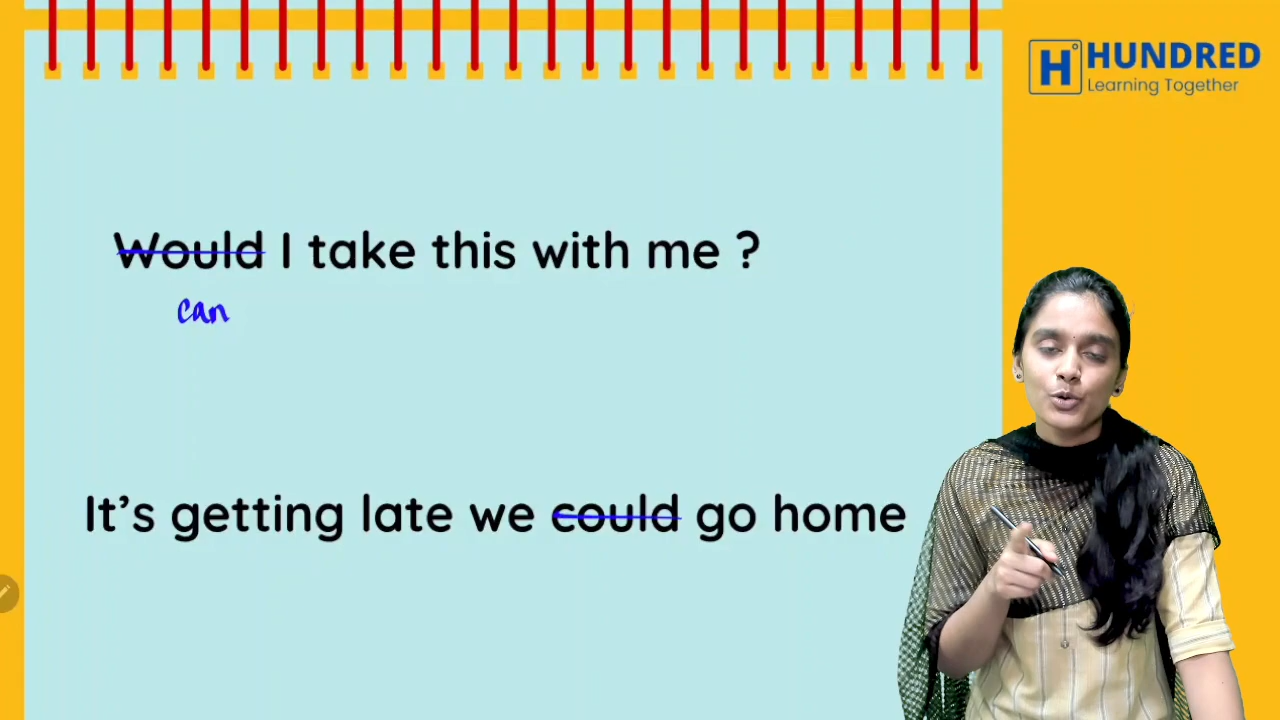 HUNDRED
Learning Together
Would I take this with me ?
can
It's getting late we could go home